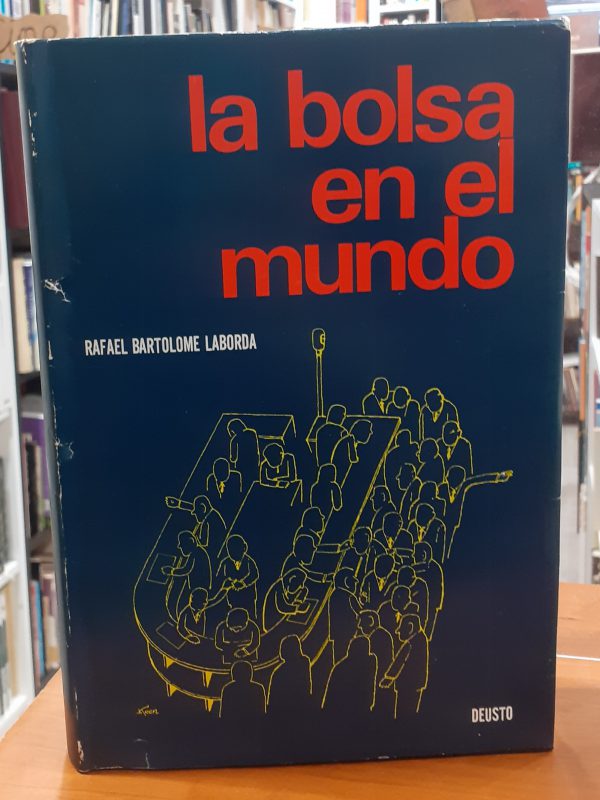 la bolsa
en el
mundo
RAFAEL BARTOLOME LABORDA
DEUSTO